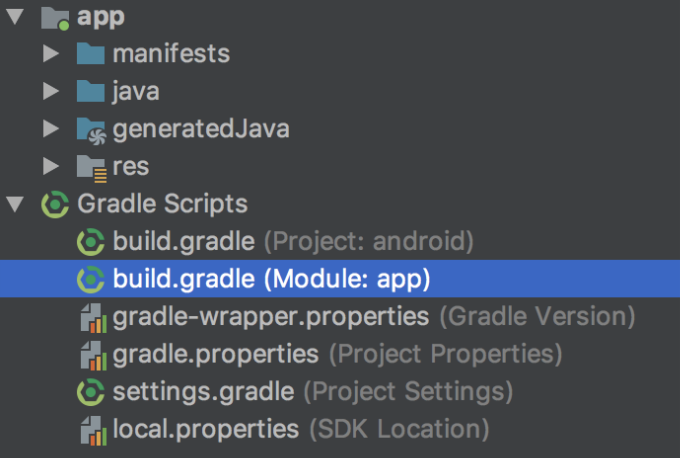 app
manifests
java
generatedJava
res
Gradle Scripts
build.gradle (Project: android)
build.gradle (Module: app)
gradle-wrapper.properties (Gradle Version)
gradle.properties (Project Properties)
settings.gradle (Project Settings)
local.properties (SDK Location)